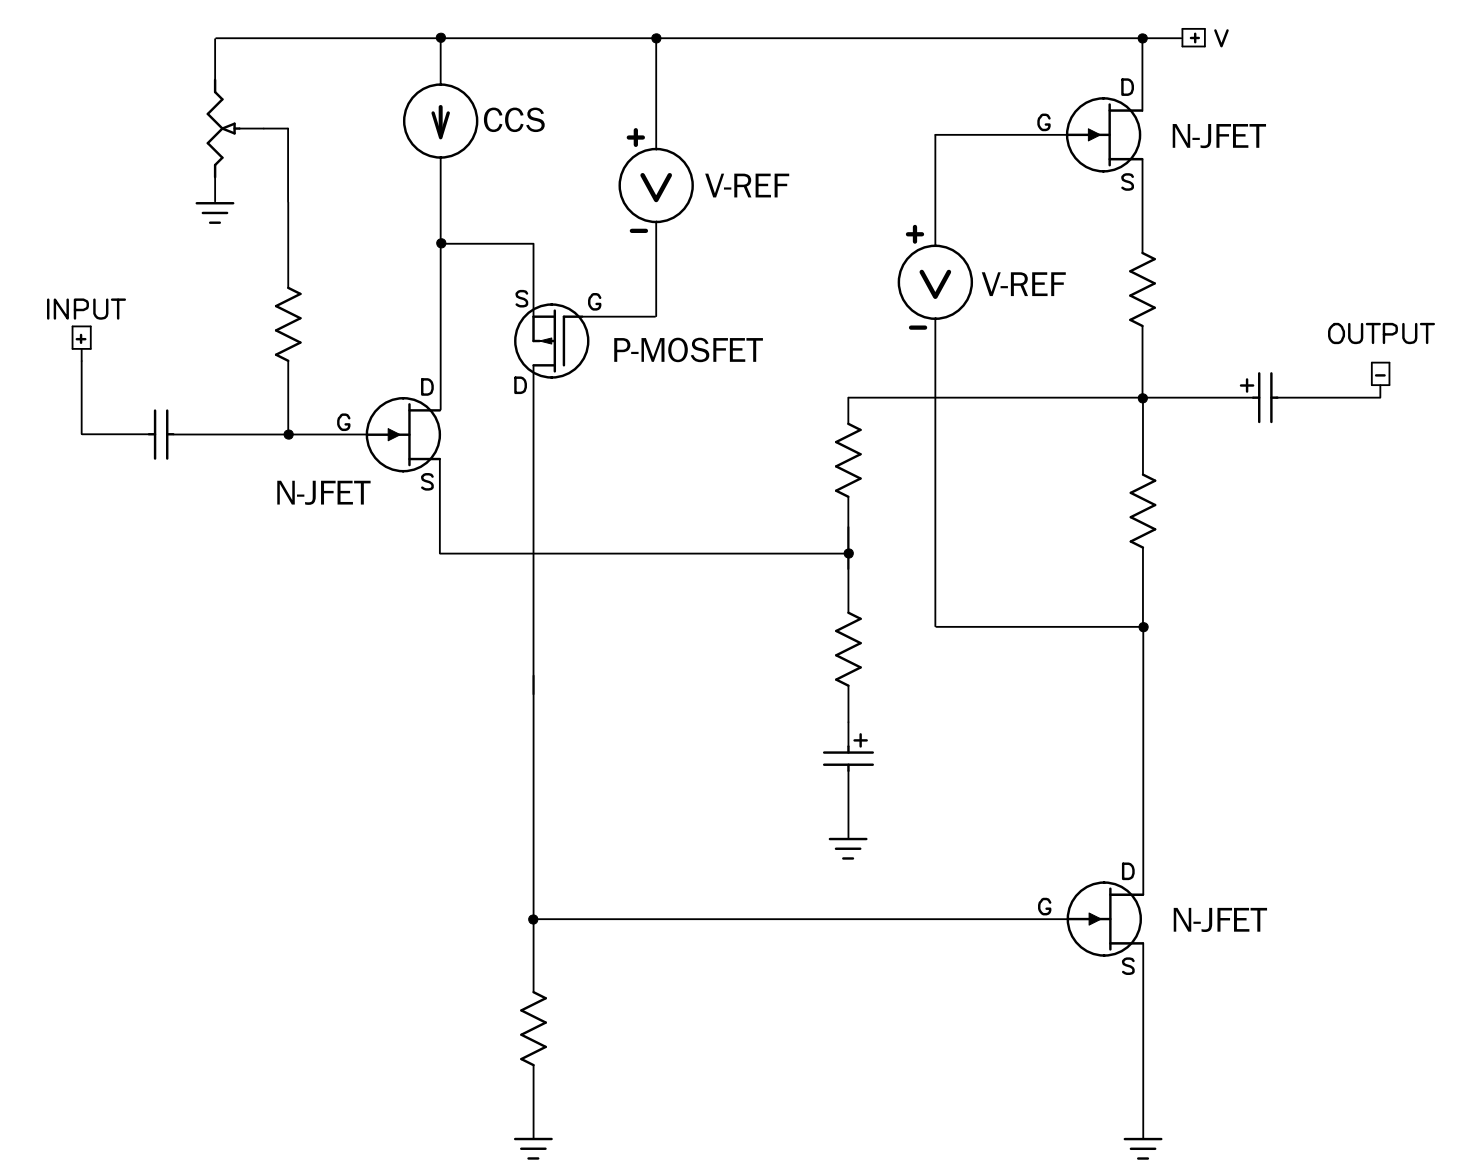 + V
D
CCS
G
N-JFET
+
V
V-REF
S
-
+
INPUT
+
S
G
V
V-REF
P-MOSFET
-
OUTPUT
-
D
D
+
G
S
N-JFET
+
D
G
N-JFET
S